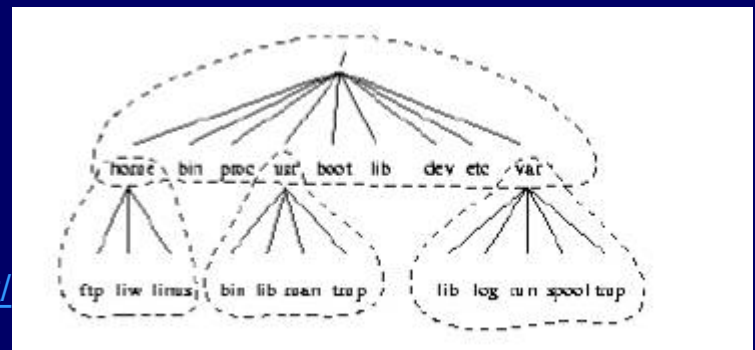 /
home bin proc usr boot lib dev etc var
ftp liw linus bin lib man tmp lib log run spool tmp
/